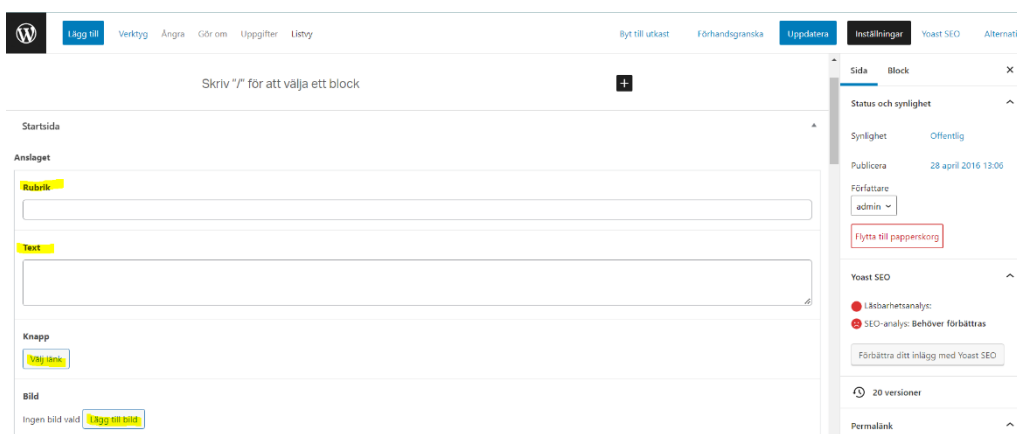 Lägg till Verktyg Ångra Gör om Uppgifter Listvy Byt till utkast Förhandsgranska Uppdatera Inställningar Yoast SEO Alternati
Skriv "/" för att välja ett block
Startsida
Anslaget
Rubrik
Text
Knapp
Välj länk
Bild
Ingen bild vald Lägg till bild
Sida Block
Status och synlighet
Synlighet Offentlig
Publicera 28 april 2016 13:06
Författare
admin
Flytta till papperskorg
Yoast SEO
Läsbarhetsanalys:
SEO-analys: Behöver förbättras
Förbättra ditt inlägg med Yoast SEO
20 versioner
Permalänk